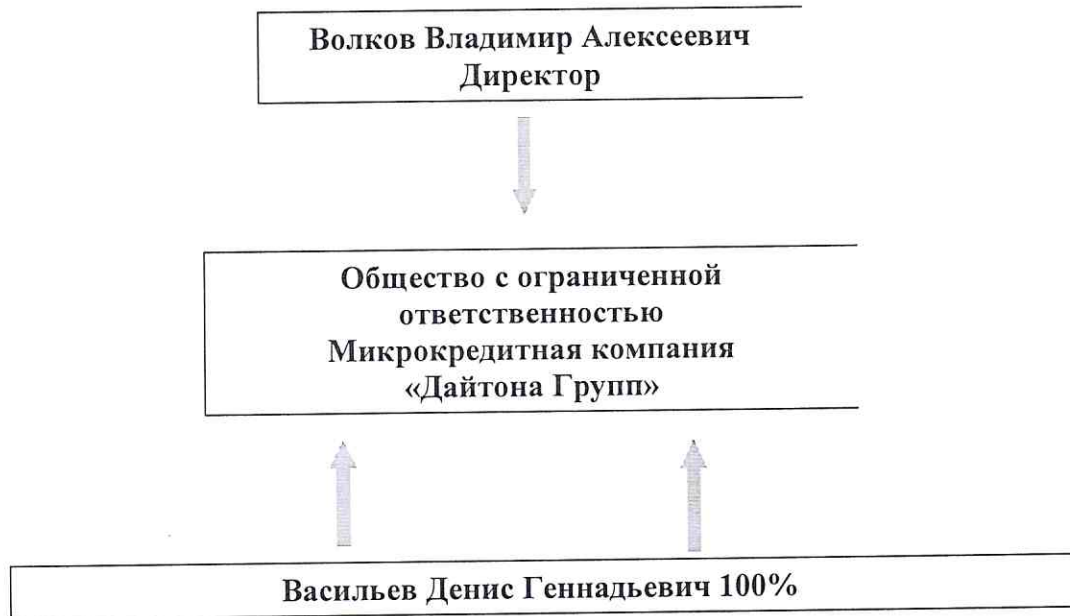 Волков Владимир Алексеевич
Директор
Общество с ограниченной
ответственностью
Микрокредитная компания
«Дайтона Групп»
Васильев Денис Геннадьевич 100%